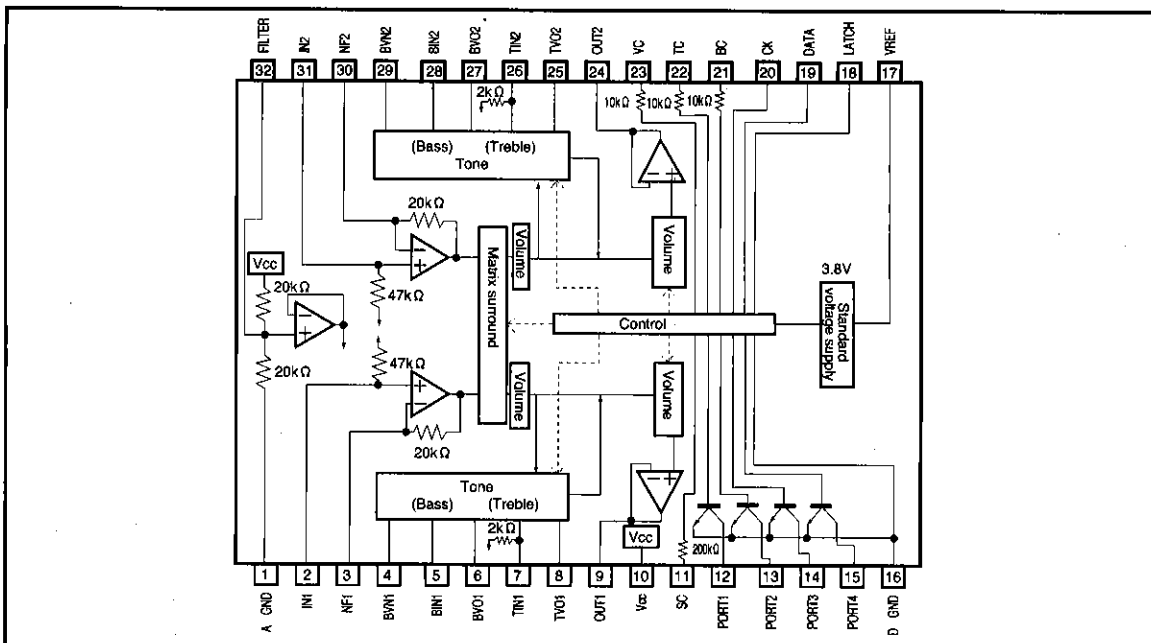 FILTER IN2 NF2 BVN2 BIN2 BVO2 TIN2 TVO2 OUT2 VC TC BC CK DATA LATCH VREF
32 31 30 29 28 27 26 25 24 23 22 21 20 19 18 17
2kΩ 10kΩ 10kΩ 10kΩ
(Bass) (Treble)
Tone
20kΩ
Vcc
20kΩ
47kΩ
Matrix surround
Volume
Volume
3.8V
Standard voltage supply
Control
20kΩ
47kΩ
Volume
Volume
20kΩ
Tone
(Bass) (Treble)
2kΩ
Vcc
200kΩ
1 2 3 4 5 6 7 8 9 10 11 12 13 14 15 16
A GND IN1 NF1 BVN1 BIN1 BVO1 TIN1 TVO1 OUT1 Vcc SC PORT1 PORT2 PORT3 PORT4 D GND